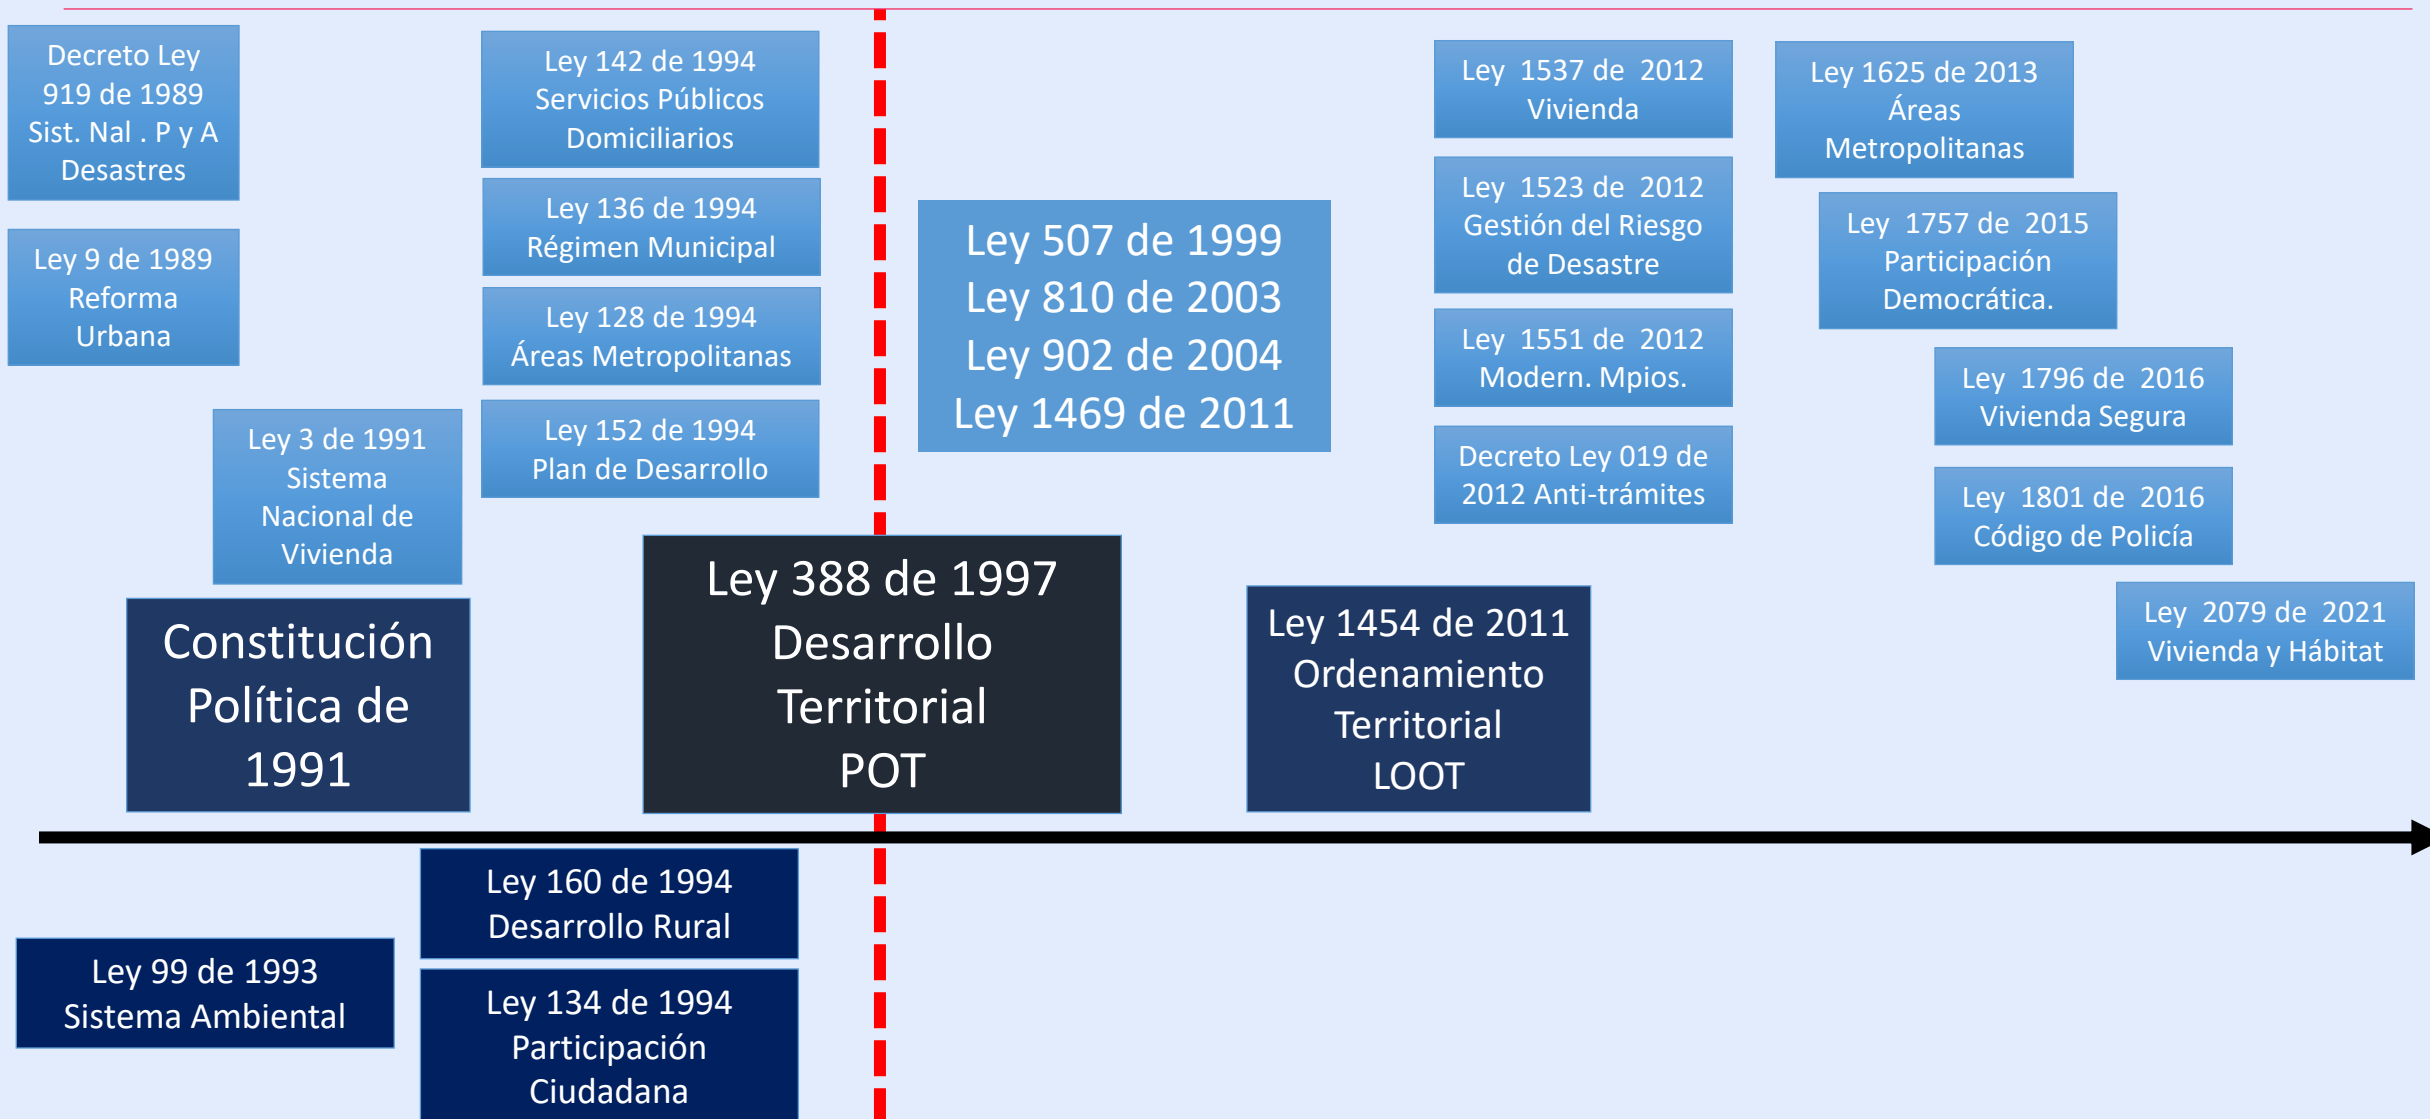 Decreto Ley
919 de 1989
Sist. Nal . P y A
Desastres
Ley 9 de 1989
Reforma
Urbana
Ley 3 de 1991
Sistema
Nacional de
Vivienda
Constitución
Política de
1991
Ley 142 de 1994
Servicios Públicos
Domiciliarios
Ley 136 de 1994
Régimen Municipal
Ley 128 de 1994
Áreas Metropolitanas
Ley 152 de 1994
Plan de Desarrollo
Ley 388 de 1997
Desarrollo
Territorial
POT
Ley 507 de 1999
Ley 810 de 2003
Ley 902 de 2004
Ley 1469 de 2011
Ley 1454 de 2011
Ordenamiento
Territorial
LOOT
Ley 1537 de 2012
Vivienda
Ley 1523 de 2012
Gestión del Riesgo
de Desastre
Ley 1551 de 2012
Modern. Mpios.
Decreto Ley 019 de
2012 Anti-trámites
Ley 1625 de 2013
Áreas
Metropolitanas
Ley 1757 de 2015
Participación
Democrática.
Ley 1796 de 2016
Vivienda Segura
Ley 1801 de 2016
Código de Policía
Ley 2079 de 2021
Vivienda y Hábitat
Ley 99 de 1993
Sistema Ambiental
Ley 160 de 1994
Desarrollo Rural
Ley 134 de 1994
Participación
Ciudadana